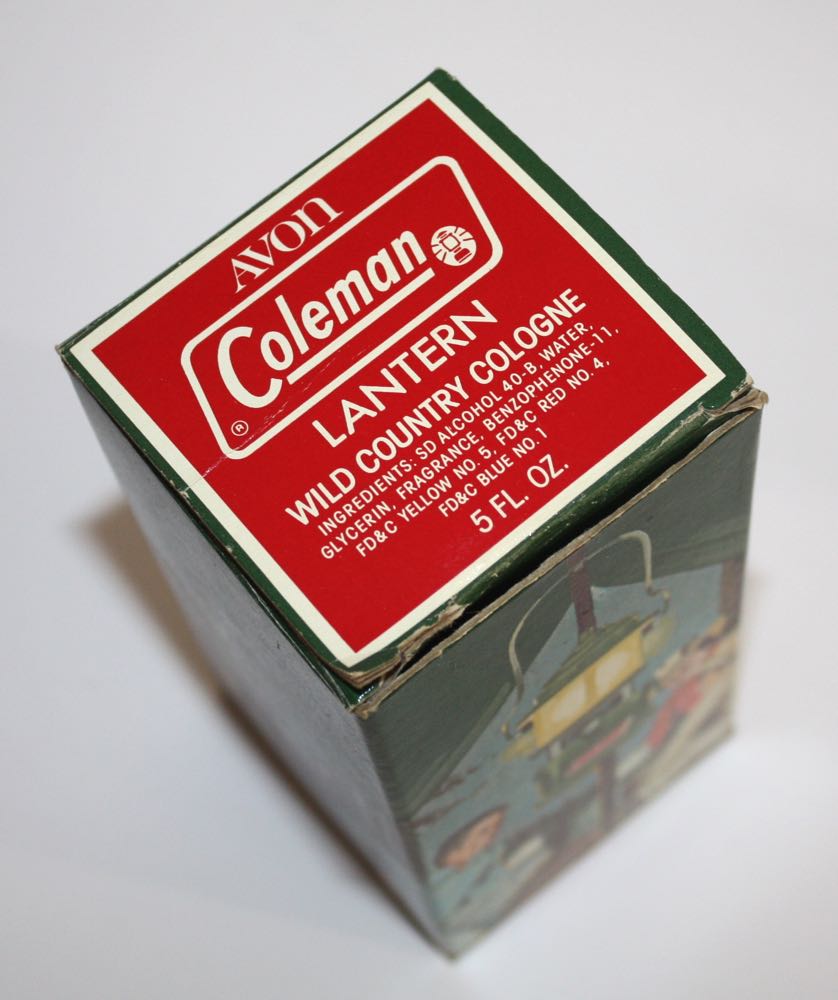 AVON
Coleman
®
LANTERN
WILD COUNTRY COLOGNE
INGREDIENTS: SD ALCOHOL 40-B, WATER,
GLYCERIN, FRAGRANCE, BENZOPHENONE-11,
FD&C YELLOW NO. 5, FD&C RED NO. 4,
FD&C BLUE NO. 1
5 FL. OZ.